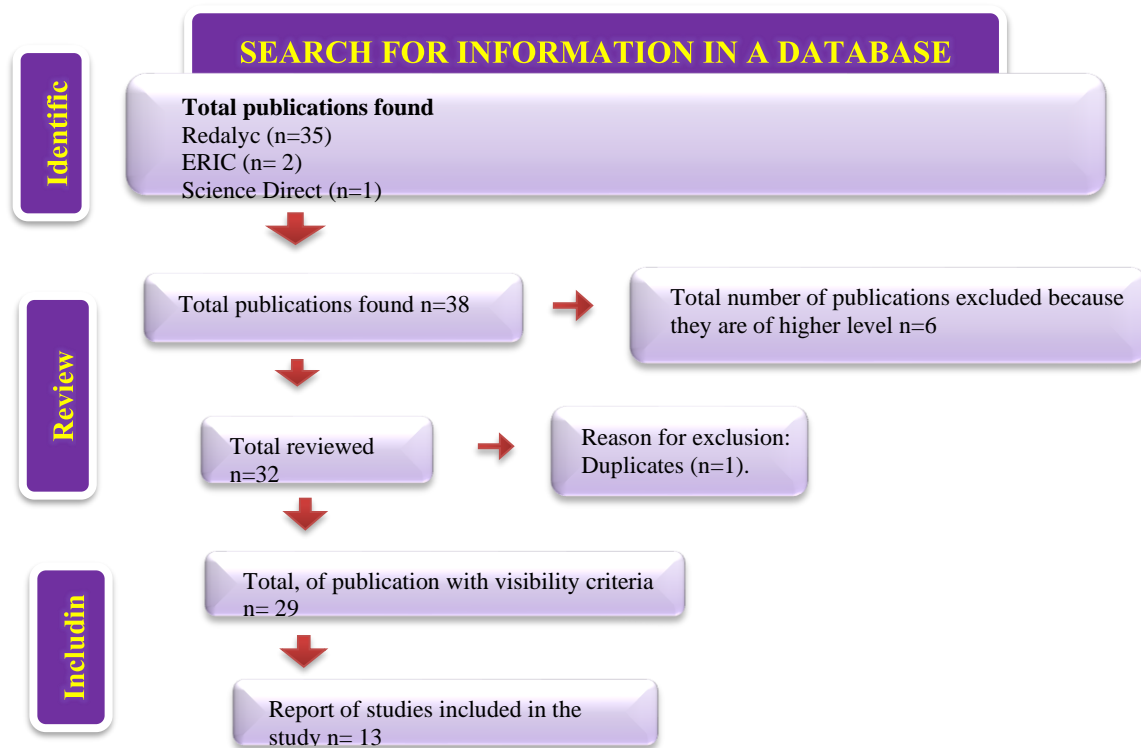 SEARCH FOR INFORMATION IN A DATABASE
Identific
Total publications found
Redalyc (n=35)
ERIC (n= 2)
Science Direct (n=1)
Review
Total publications found n=38
Total number of publications excluded because
they are of higher level n=6
Total reviewed
n=32
Reason for exclusion:
Duplicates (n=1).
Includin
Total, of publication with visibility criteria
n= 29
Report of studies included in the
study n= 13